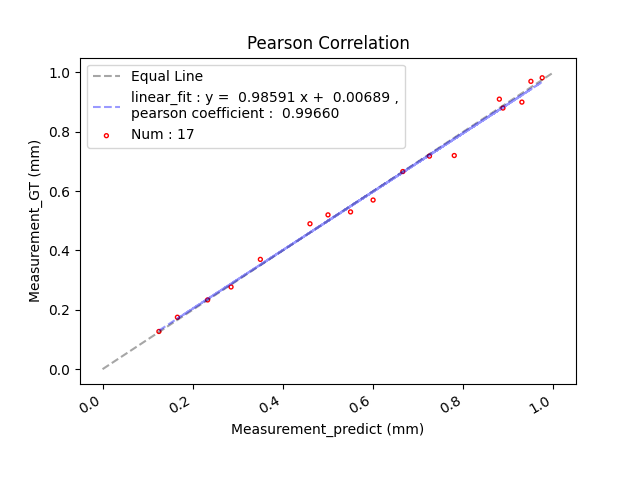 Pearson Correlation
Equal Line
linear_fit : y =  0.98591 x +  0.00689 ,
pearson coefficient :  0.99660
Num : 17
Measurement_GT (mm)
1.0
0.8
0.6
0.4
0.2
0.0
0.0
0.2
0.4
0.6
0.8
1.0
Measurement_predict (mm)